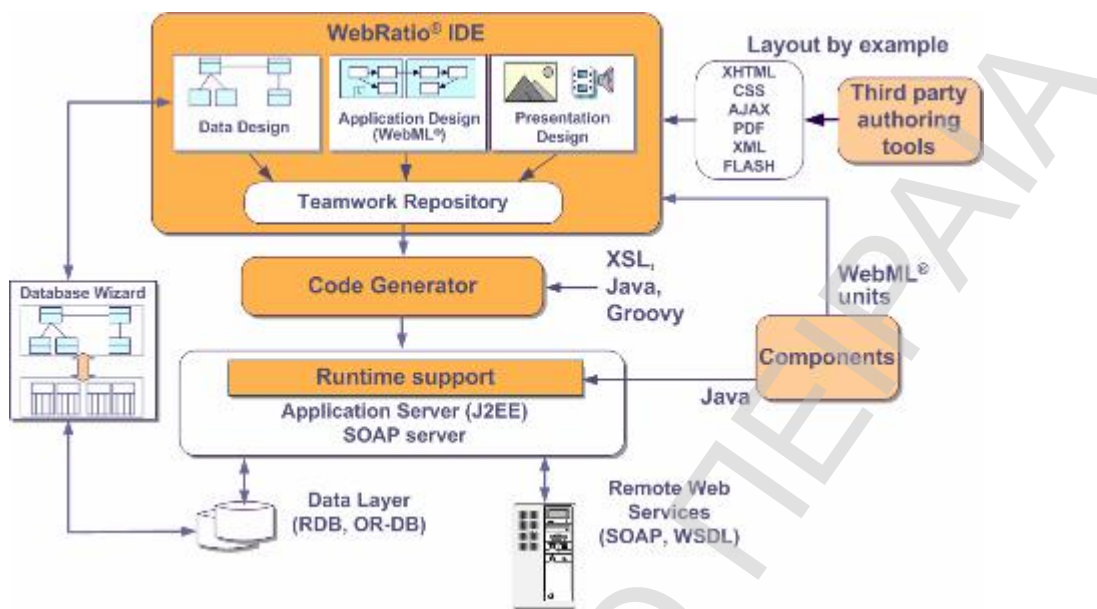 WebRatio® IDE
Data Design
Application Design
(WebML®)
Presentation
Design
Teamwork Repository
Layout by example
XHTML
CSS
AJAX
PDF
XML
FLASH
Third party
authoring
tools
Code Generator
XSL,
Java,
Groovy
WebML®
units
Database Wizard
Components
Runtime support
Java
Application Server (J2EE)
SOAP server
Data Layer
(RDB, OR-DB)
Remote Web
Services
(SOAP, WSDL)
ΠΕΙΡΑΙΑ